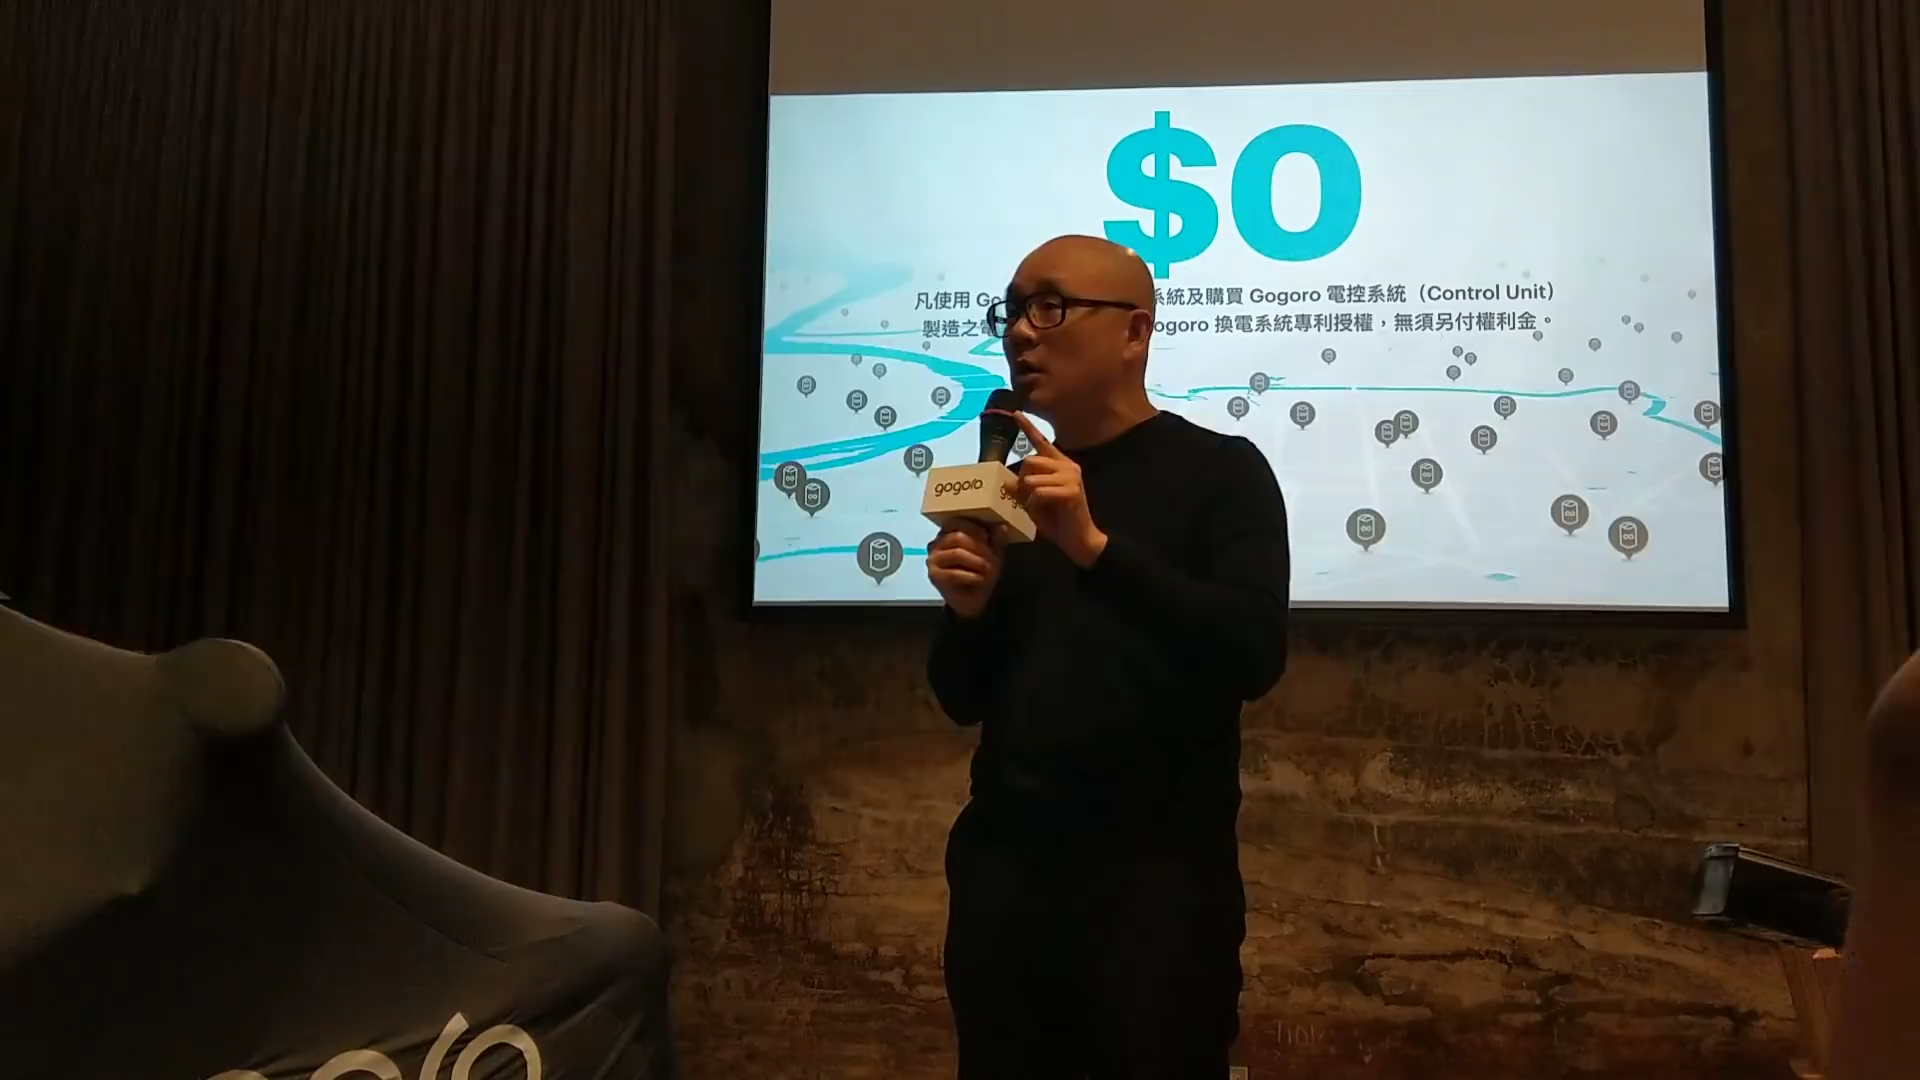 $0
凡使用 Go 系統及購買 Gogoro 電控系統（Control Unit）
製造之電 ogoro 換電系統專利授權，無須另付權利金。
gogoro